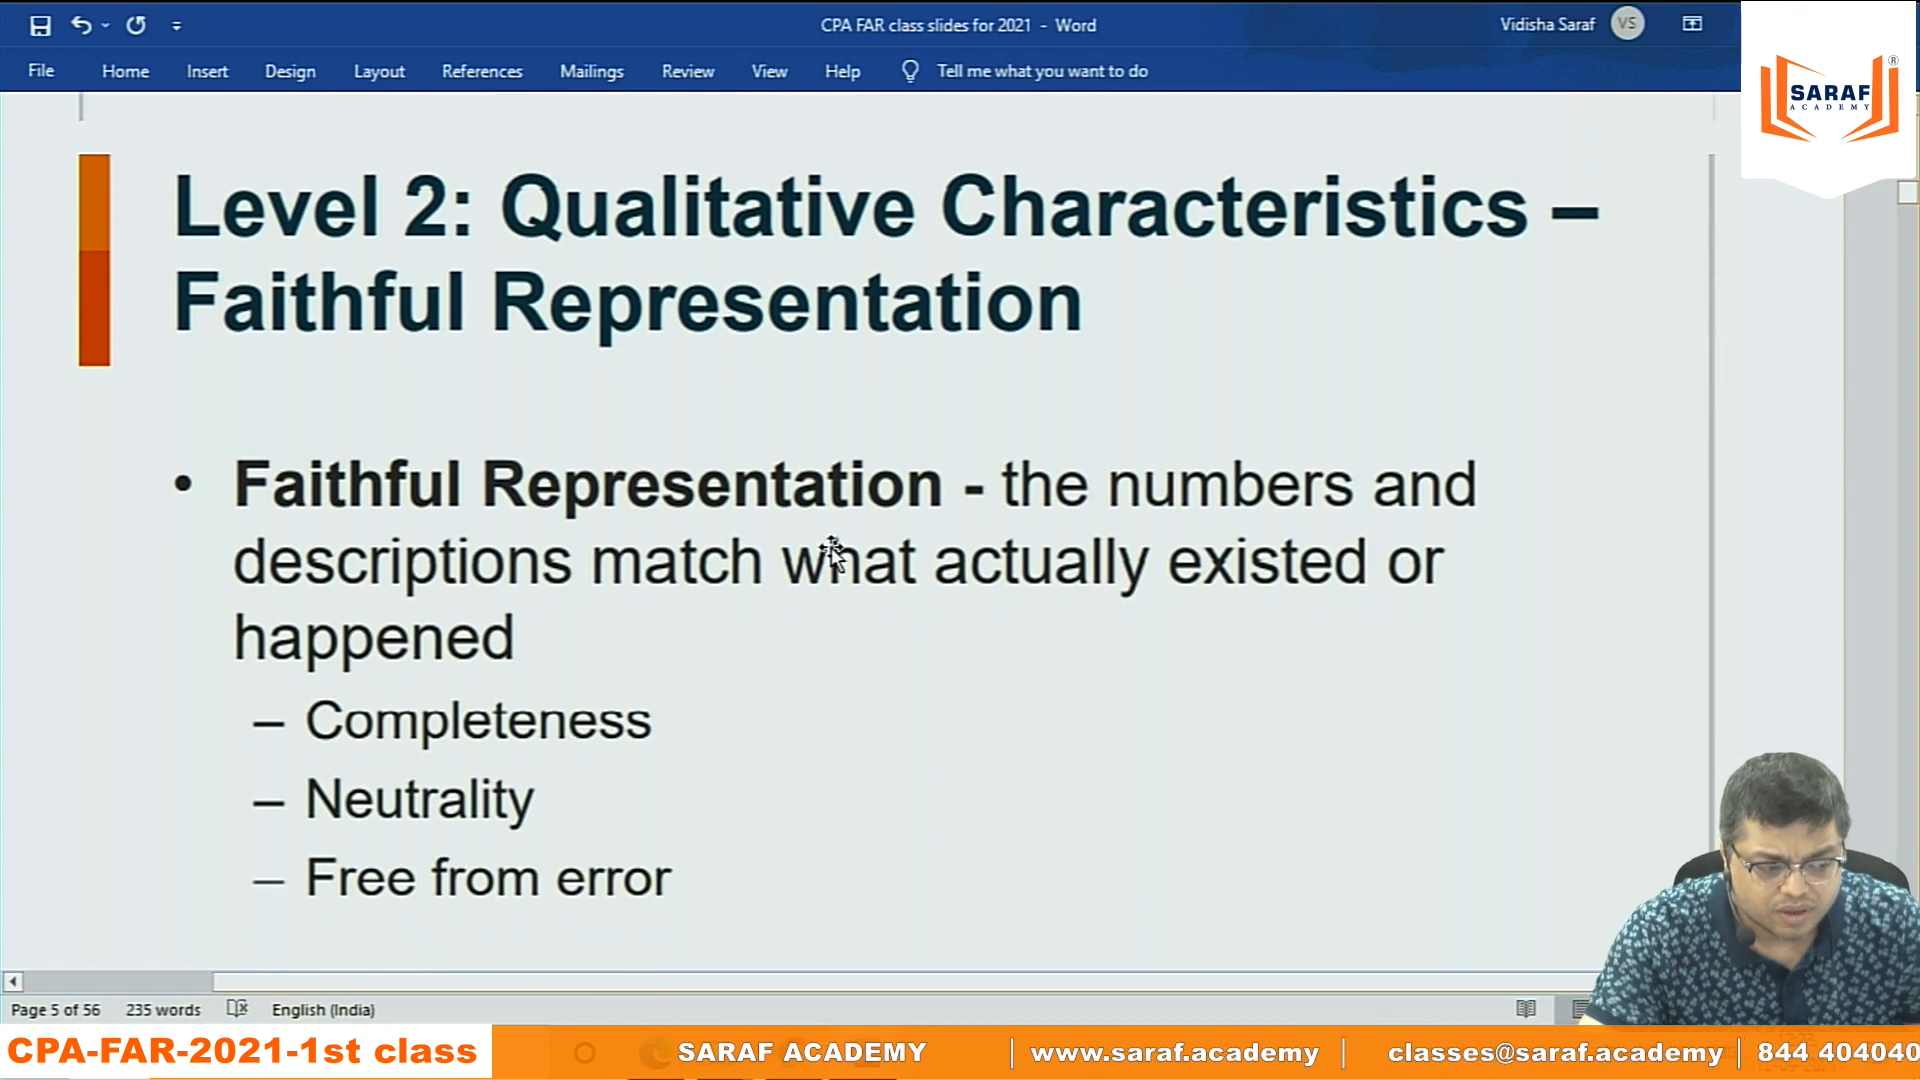 CPA FAR class slides for 2021 - Word
Vidisha Saraf
VS
File Home Insert Design Layout References Mailings Review View Help Tell me what you want to do
SARAF ®
ACADEMY
Level 2: Qualitative Characteristics –
Faithful Representation
• Faithful Representation - the numbers and
descriptions match what actually existed or
happened
– Completeness
– Neutrality
– Free from error
Page 5 of 56 235 words English (India)
CPA-FAR-2021-1st class
SARAF ACADEMY | www.saraf.academy | classes@saraf.academy | 844 404040